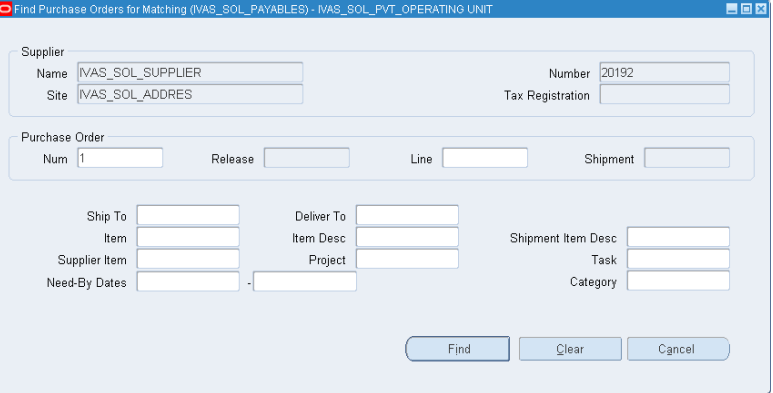 Find Purchase Orders for Matching (IVAS_SOL_PAYABLES) - IVAS_SOL_PVT_OPERATING UNIT
Supplier
Name IVAS_SOL_SUPPLIER Number 20192
Site IVAS_SOL_ADDRES Tax Registration
Purchase Order
Num 1 Release Line Shipment
Ship To Deliver To
Item Item Desc Shipment Item Desc
Supplier Item Project Task
Need-By Dates - Category
Find Clear Cancel